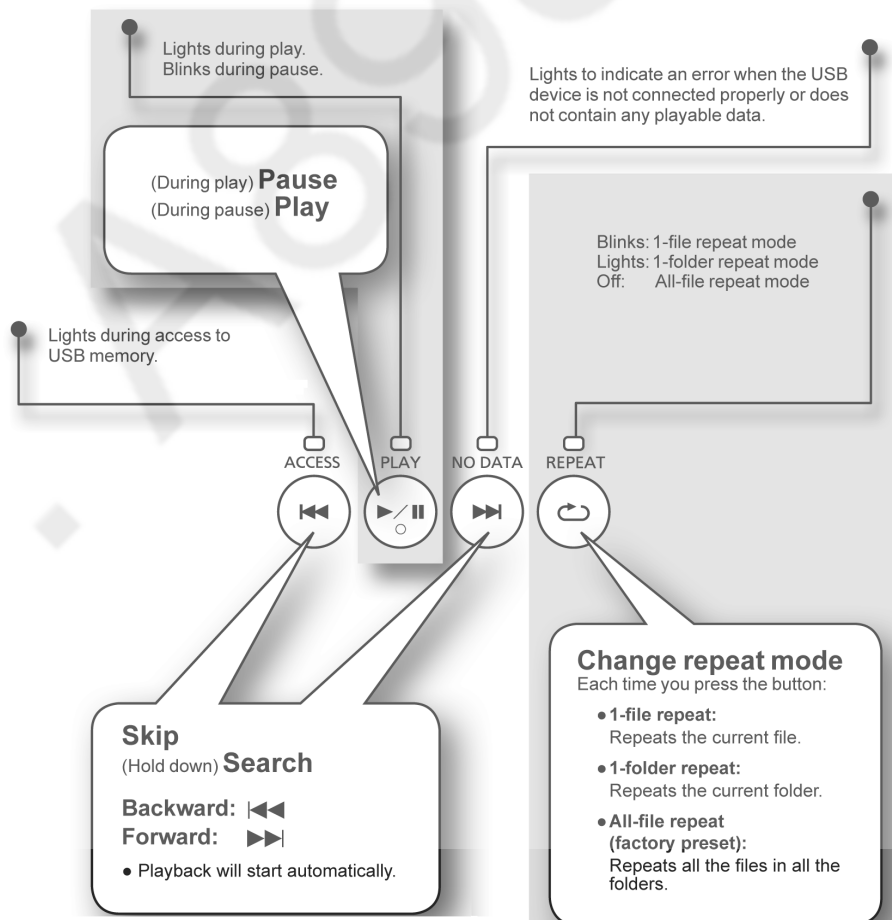 Lights during play.
Blinks during pause.
Lights to indicate an error when the USB
device is not connected properly or does
not contain any playable data.
(During play) Pause
(During pause) Play
Blinks: 1-file repeat mode
Lights: 1-folder repeat mode
Off: All-file repeat mode
Lights during access to
USB memory.
ACCESS
PLAY
NO DATA
REPEAT
Skip
(Hold down) Search
Backward:
Forward:
● Playback will start automatically.
Change repeat mode
Each time you press the button:
● 1-file repeat:
Repeats the current file.
● 1-folder repeat:
Repeats the current folder.
● All-file repeat
(factory preset):
Repeats all the files in all the
folders.